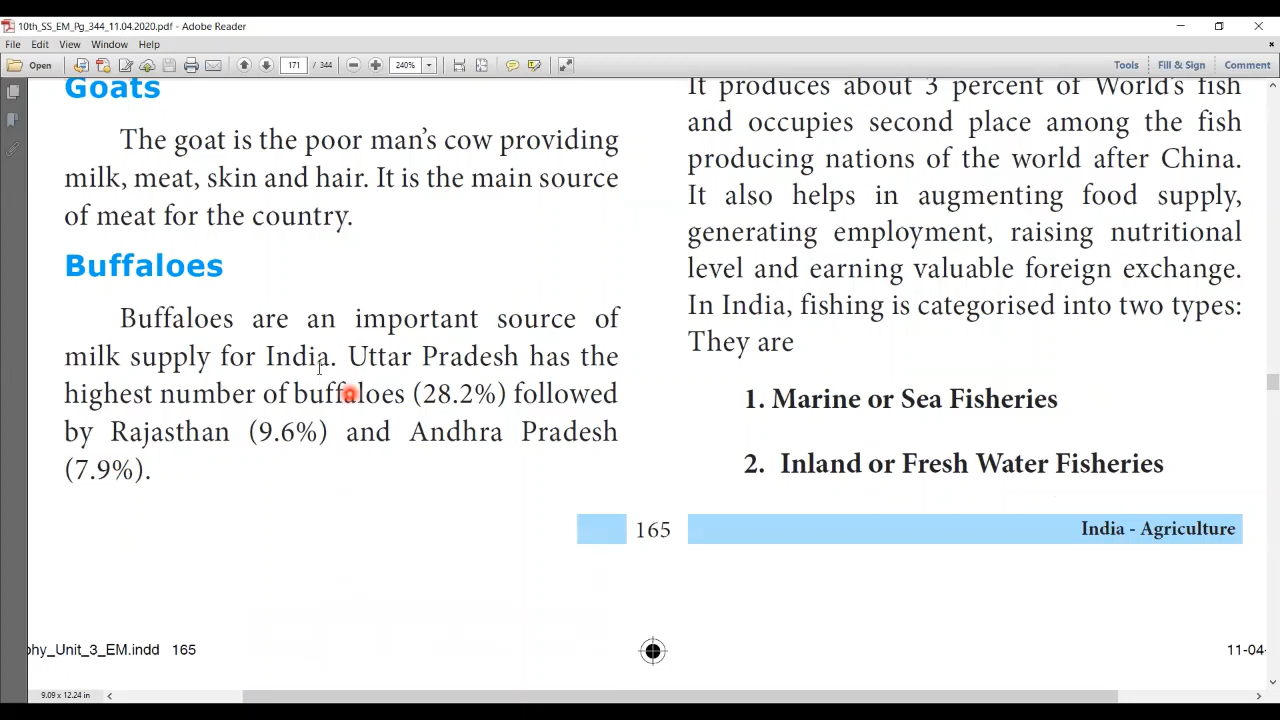 10th_SS_EM_Pg_344_11.04.2020.pdf - Adobe Reader
File Edit View Window Help
Open 171 / 344 240% Tools Fill & Sign Comment
Goats
The goat is the poor man's cow providing
milk, meat, skin and hair. It is the main source
of meat for the country.
Buffaloes
Buffaloes are an important source of
milk supply for India. Uttar Pradesh has the
highest number of buffaloes (28.2%) followed
by Rajasthan (9.6%) and Andhra Pradesh
(7.9%).
It produces about 3 percent of World's fish
and occupies second place among the fish
producing nations of the world after China.
It also helps in augmenting food supply,
generating employment, raising nutritional
level and earning valuable foreign exchange.
In India, fishing is categorised into two types:
They are
1. Marine or Sea Fisheries
2. Inland or Fresh Water Fisheries
165 India - Agriculture
phy_Unit_3_EM.indd 165 11-04-
9.09 x 12.24 in